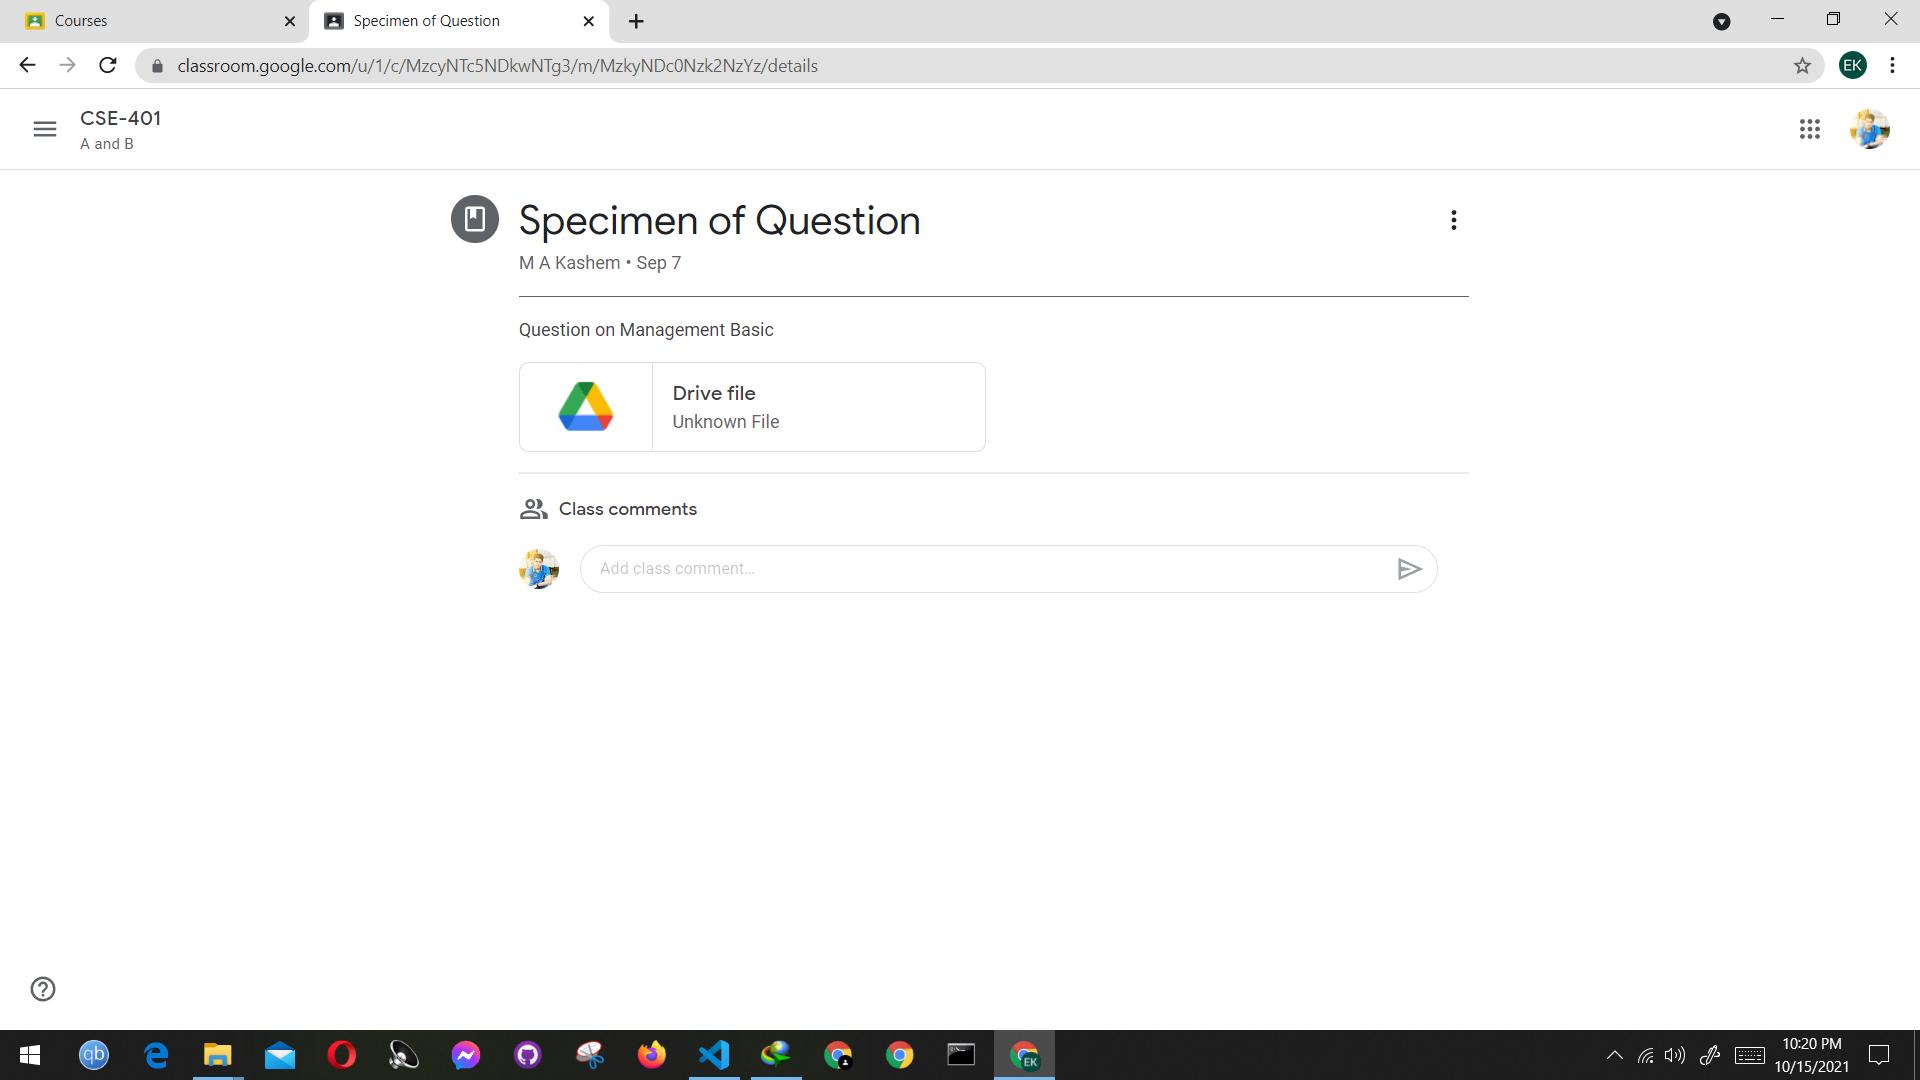 Courses
Specimen of Question
classroom.google.com/u/1/c/MzcyNTc5NDkwNTg3/m/MzkyNDc0Nzk2NzYz/details
EK
CSE-401
A and B
Specimen of Question
M A Kashem • Sep 7
Question on Management Basic
Drive file
Unknown File
Class comments
Add class comment...
qb
EK
10:20 PM
10/15/2021